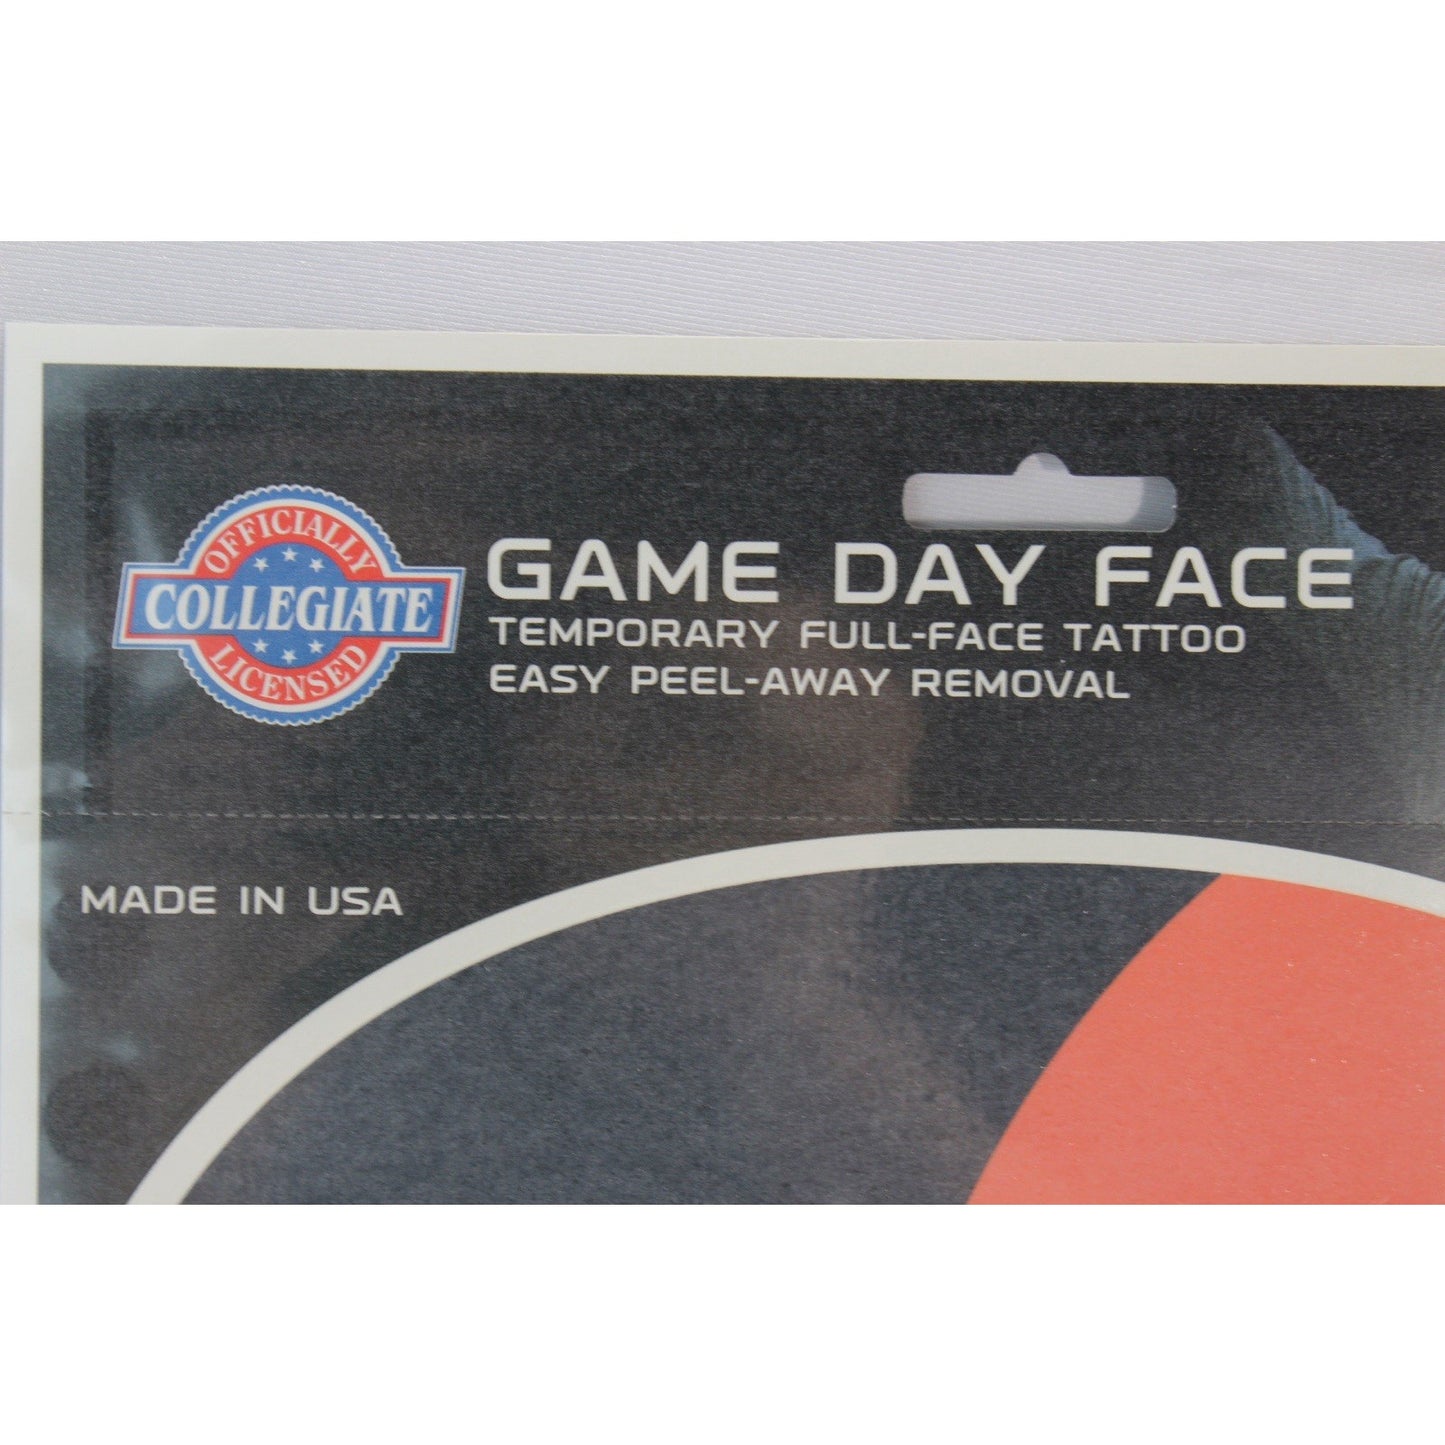 OFFICIALLY
COLLEGIATE
LICENSED
GAME DAY FACE
TEMPORARY FULL-FACE TATTOO
EASY PEEL-AWAY REMOVAL
MADE IN USA